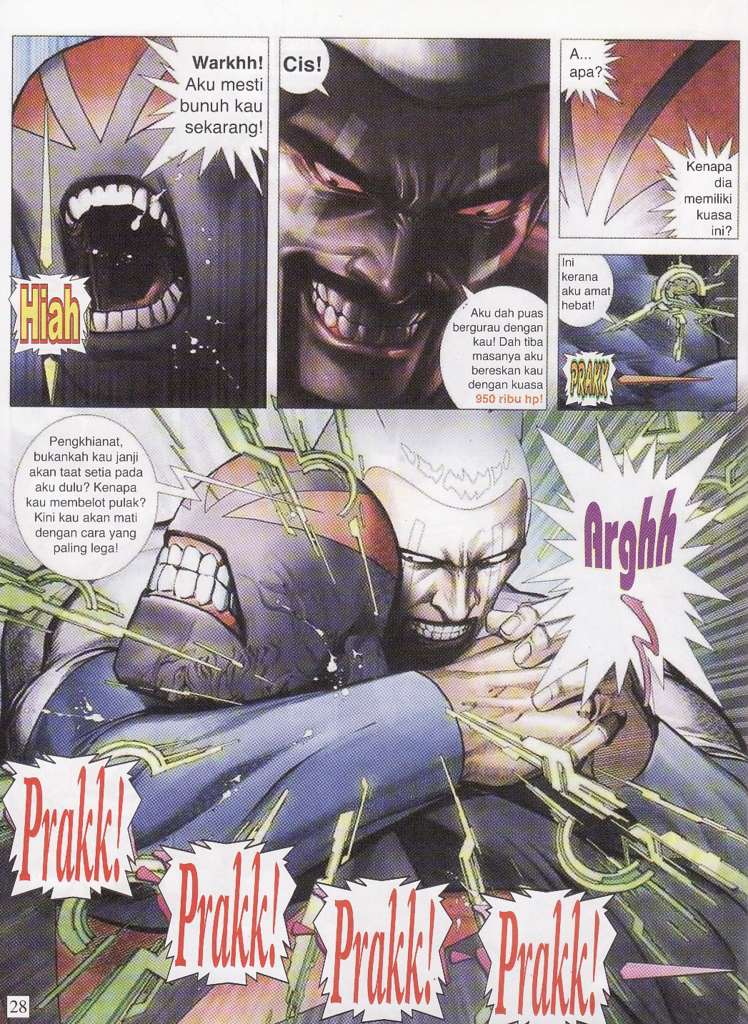 Warkhh!
Aku mesti
bunuh kau
sekarang!
Hiah
Cis!
Aku dah puas
bergurau dengan
kau! Dah tiba
masanya aku
bereskan kau
dengan kuasa
950 ribu hp!
A...
apa?
Kenapa
dia
memiliki
kuasa
ini?
Ini
kerana
aku amat
hebat!
PRAKK
Pengkhianat,
bukankah kau janji
akan taat setia pada
aku dulu? Kenapa
kau membelot pulak?
Kini kau akan mati
dengan cara yang
paling lega!
Arghh
Prakk!
Prakk!
Prakk!
Prakk!
28